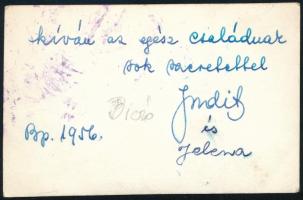 kíván az egész családnak
sok szeretettel
Judit
és
Jelena
Bp. 1956.